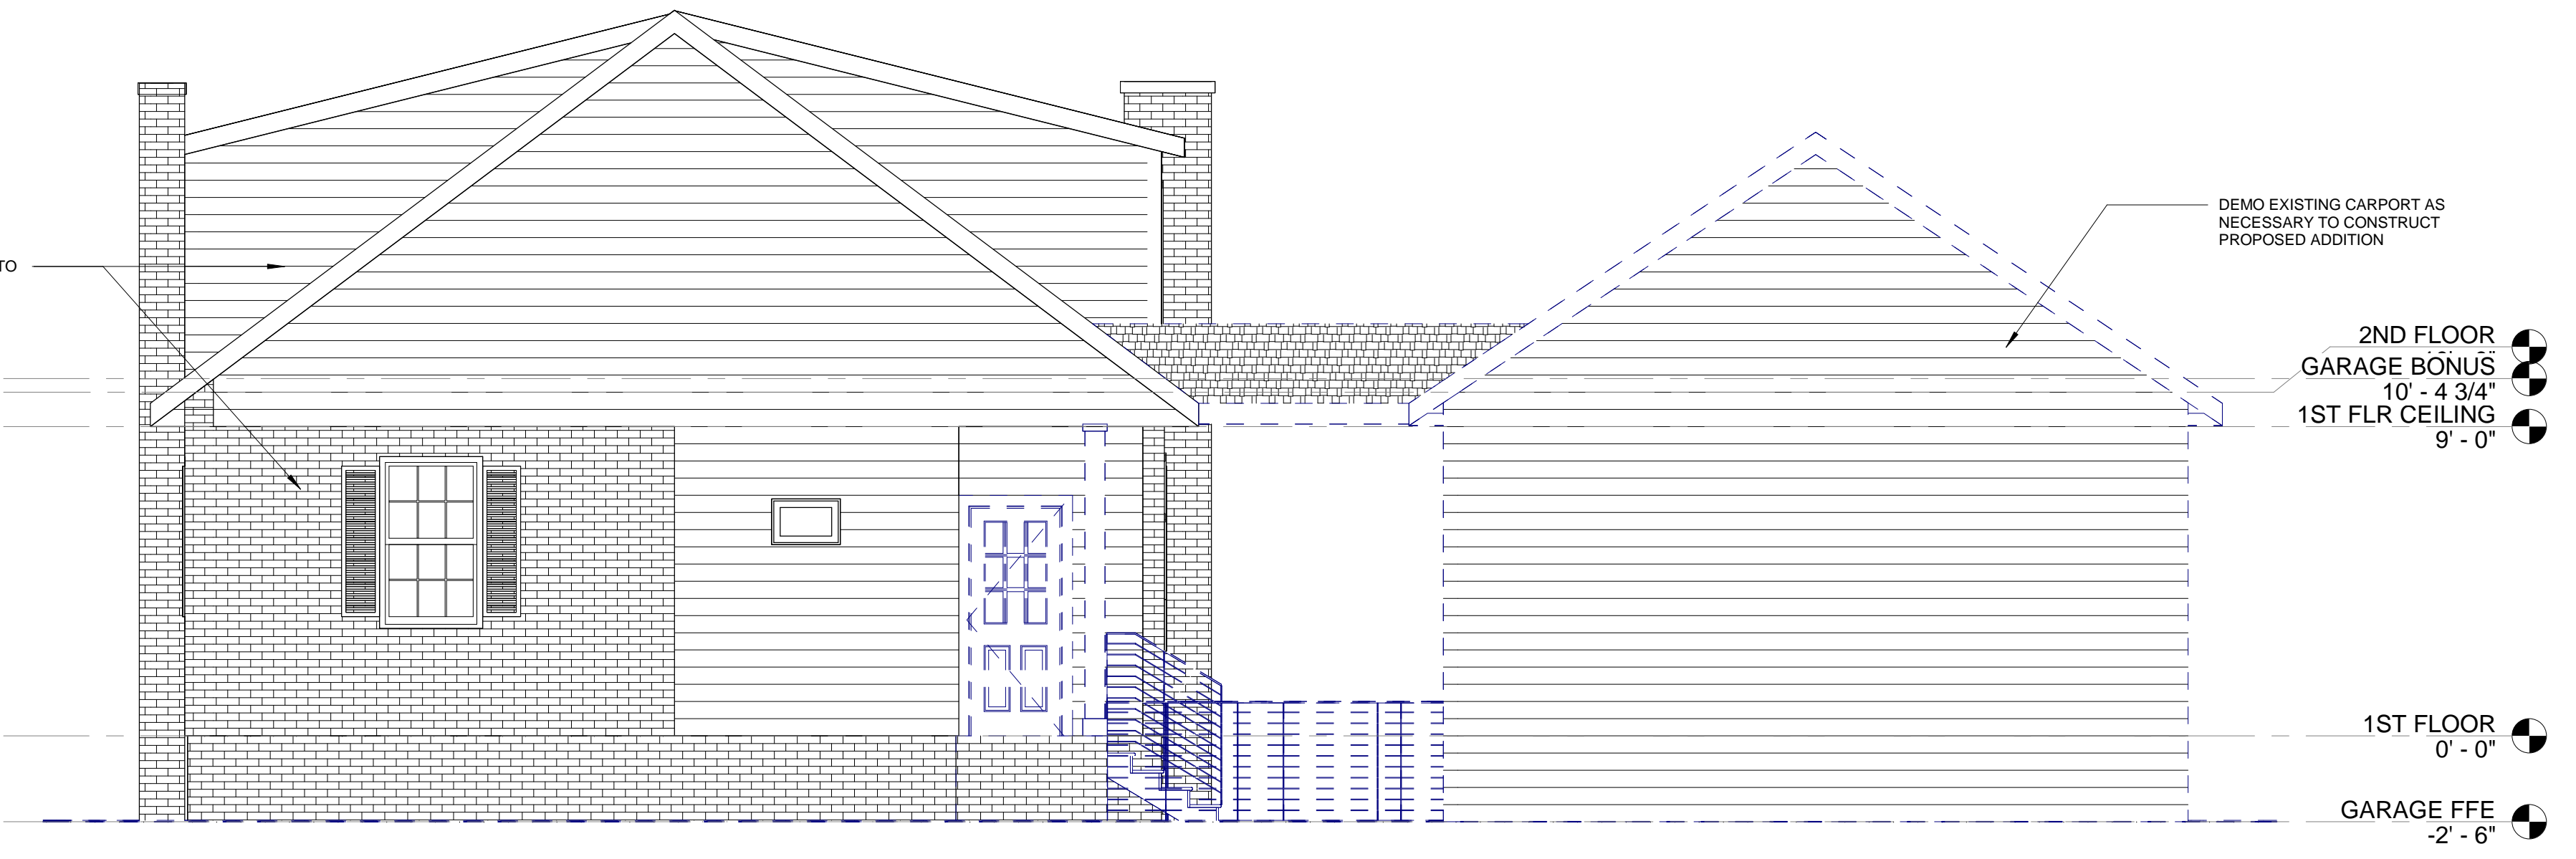 TO
DEMO EXISTING CARPORT AS
NECESSARY TO CONSTRUCT
PROPOSED ADDITION
2ND FLOOR
GARAGE BONUS
10' - 4 3/4"
1ST FLR CEILING
9' - 0"
1ST FLOOR
0' - 0"
GARAGE FFE
-2' - 6"